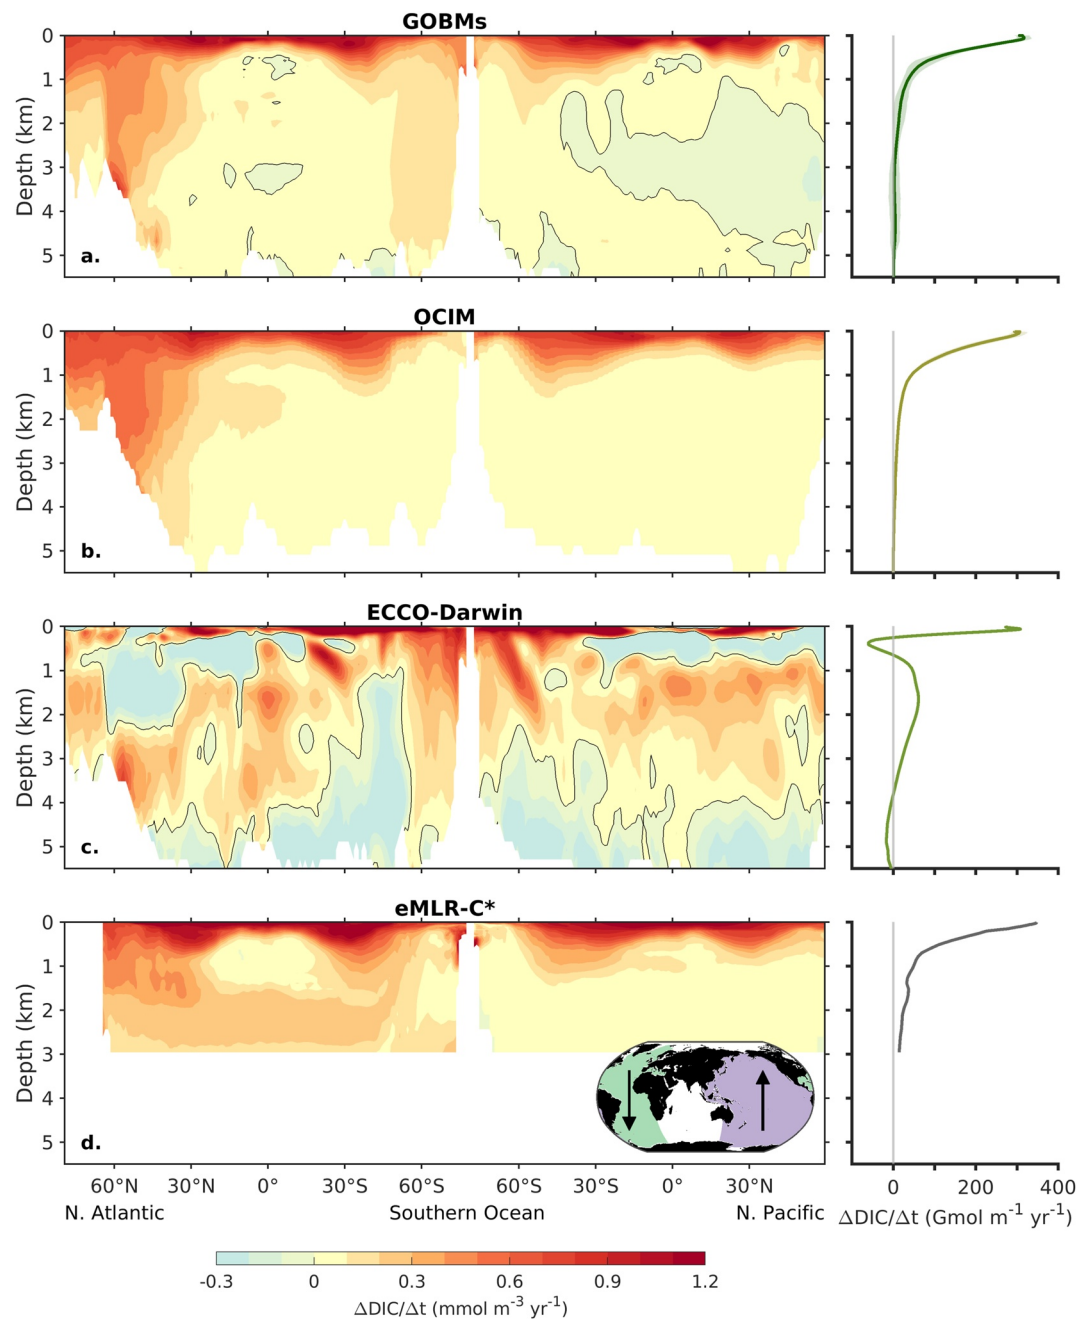 GOBMs
0
1
2
3
4
5
Depth (km)
a.
OCIM
0
1
2
3
4
5
Depth (km)
b.
ECCO-Darwin
0
1
2
3
4
5
Depth (km)
c.
eMLR-C*
0
1
2
3
4
5
Depth (km)
d.
60°N 30°N 0° 30°S 60°S 60°S 30°S 0° 30°N
N. Atlantic Southern Ocean N. Pacific
0 200 400
ΔDIC/Δt (Gmol m⁻¹ yr⁻¹)
-0.3 0 0.3 0.6 0.9 1.2
ΔDIC/Δt (mmol m⁻³ yr⁻¹)